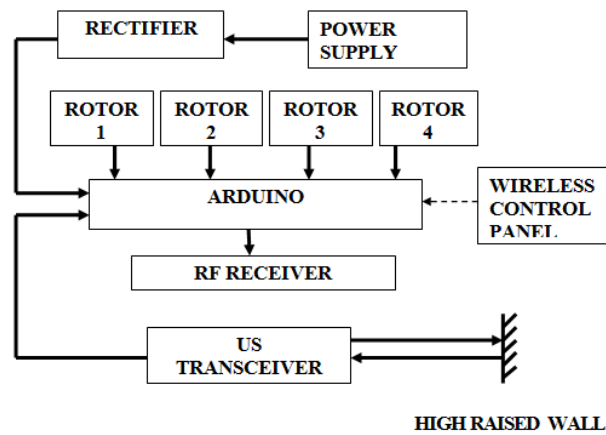 RECTIFIER
POWER
SUPPLY
ROTOR
1
ROTOR
2
ROTOR
3
ROTOR
4
ARDUINO
WIRELESS
CONTROL
PANEL
RF RECEIVER
US
TRANSCEIVER
HIGH RAISED WALL